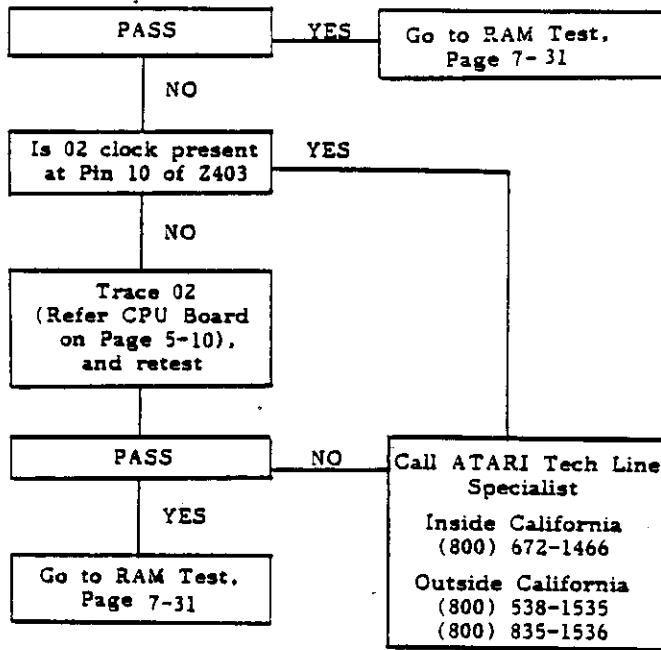 PASS
YES
Go to RAM Test,
Page 7-31
NO
Is 02 clock present
at Pin 10 of Z403
YES
NO
Trace 02
(Refer CPU Board
on Page 5-10),
and retest
PASS
NO
Call ATARI Tech Line
Specialist
Inside California
(800) 672-1466
Outside California
(800) 538-1535
(800) 835-1536
YES
Go to RAM Test,
Page 7-31